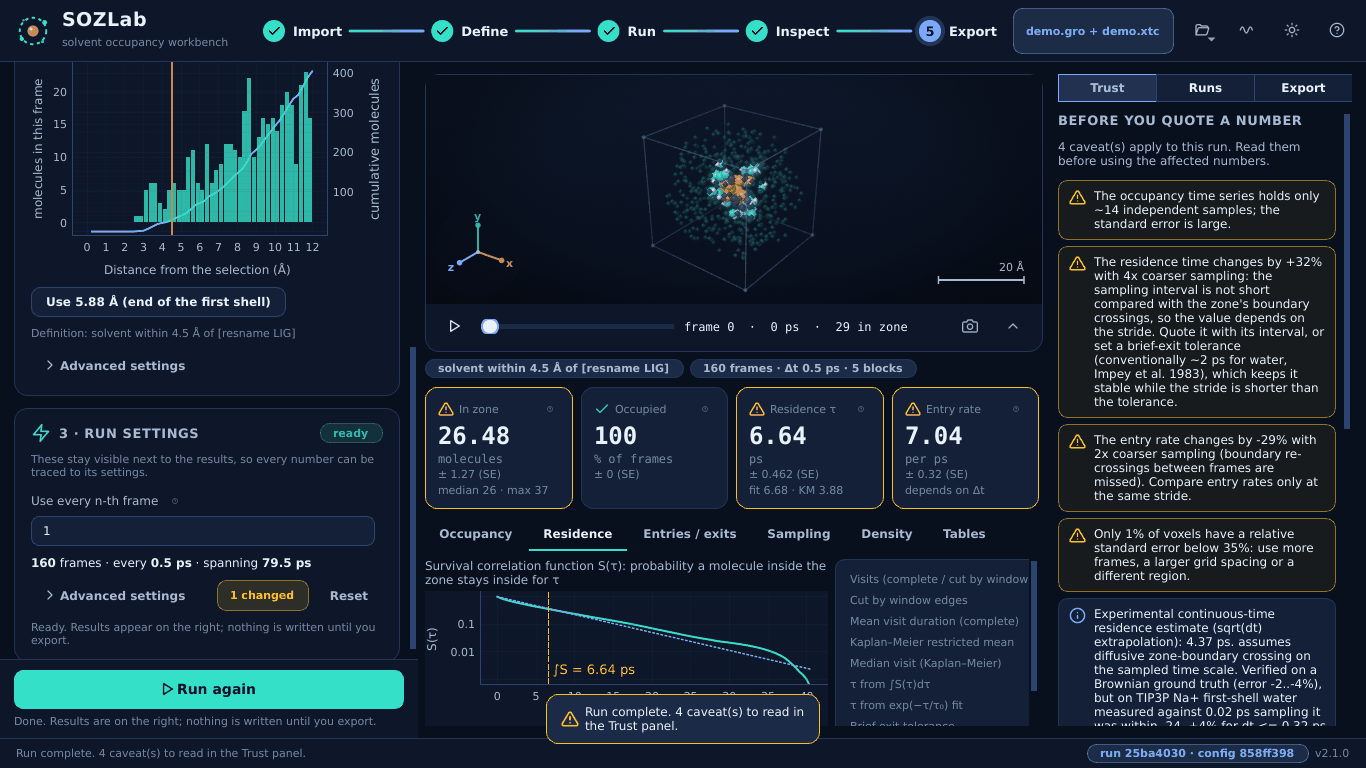 SOZLab
solvent occupancy workbench
Import
Define
Run
Inspect
5
Export
demo.gro + demo.xtc
molecules in this frame
20
15
10
5
0
400
300
200
100
cumulative molecules
0 1 2 3 4 5 6 7 8 9 10 11 12
Distance from the selection (Å)
Use 5.88 Å (end of the first shell)
Definition: solvent within 4.5 Å of [resname LIG]
Advanced settings
3 · RUN SETTINGS
ready
These stay visible next to the results, so every number can be
traced to its settings.
Use every n-th frame
1
160 frames · every 0.5 ps · spanning 79.5 ps
Advanced settings
1 changed
Reset
Ready. Results appear on the right; nothing is written until you
export.
Run again
Done. Results are on the right; nothing is written until export.
y
z
x
20 Å
frame 0 · 0 ps · 29 in zone
solvent within 4.5 Å of [resname LIG]
160 frames · Δt 0.5 ps · 5 blocks
In zone
26.48
molecules
± 1.27 (SE)
median 26 · max 37
Occupied
100
% of frames
± 0 (SE)
Residence τ
6.64
ps
± 0.462 (SE)
fit 6.68 · KM 3.88
Entry rate
7.04
per ps
± 0.32 (SE)
depends on Δt
Occupancy
Residence
Entries / exits
Sampling
Density
Tables
Survival correlation function S(τ): probability a molecule inside the
zone stays inside for τ
S(τ)
0.1
0.01
∫S = 6.64 ps
0 5
Visits (complete / cut by window
Cut by window edges
Mean visit duration (complete)
Kaplan–Meier restricted mean
Median visit (Kaplan–Meier)
τ from ∫S(τ)dτ
τ from exp(−τ/τ₀) fit
Run complete. 4 caveat(s) to read in
the Trust panel.
Trust
Runs
Export
BEFORE YOU QUOTE A NUMBER
4 caveat(s) apply to this run. Read them
before using the affected numbers.
The occupancy time series holds only
~14 independent samples; the
standard error is large.
The residence time changes by +32%
with 4x coarser sampling: the
sampling interval is not short
compared with the zone's boundary
crossings, so the value depends on
the stride. Quote it with its interval, or
set a brief-exit tolerance
(conventionally ~2 ps for water,
Impey et al. 1983), which keeps it
stable while the stride is shorter than
the tolerance.
The entry rate changes by -29% with
2x coarser sampling (boundary re-
crossings between frames are
missed). Compare entry rates only at
the same stride.
Only 1% of voxels have a relative
standard error below 35%: use more
frames, a larger grid spacing or a
different region.
Experimental continuous-time
residence estimate (sqrt(dt)
extrapolation): 4.37 ps. assumes
diffusive zone-boundary crossing on
the sampled time scale. Verified on a
Brownian ground truth (error -2..-4%),
but on TIP3P Na+ first-shell water
measured against 0.02 ps sampling it
Run complete. 4 caveat(s) to read in the Trust panel.
run 25ba4030 · config 858ff398
v2.1.0